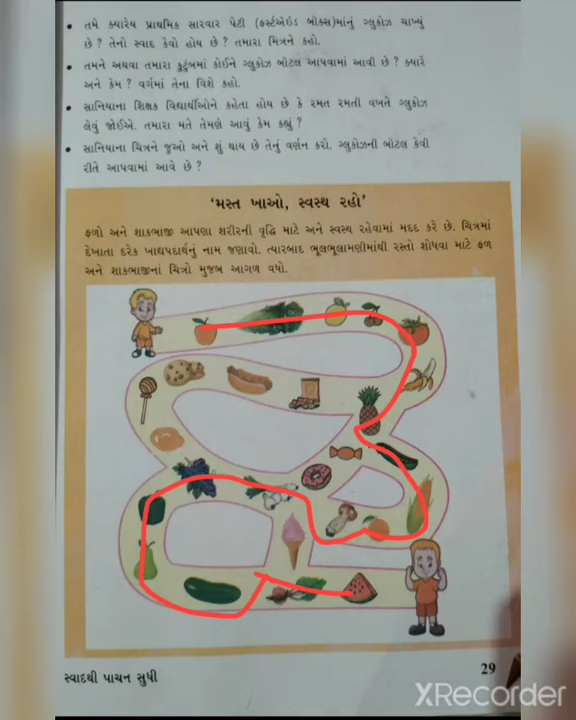 • તમે ક્યારેય પ્રાથમિક સારવાર પેટી (ફર્સ્ટએઇડ બોક્સ)માંનું ગ્લુકોઝ ચાખ્યું
છે ? તેનો સ્વાદ કેવો હોય છે ? તમારા મિત્રને કહો.
• તમને અથવા તમારા કુટુંબમાં કોઈને ગ્લુકોઝ બોટલ આપવામાં આવી છે ? ક્યારે
અને કેમ ? વર્ગમાં તેના વિશે કહો.
• સાનિયાના શિક્ષક વિદ્યાર્થીઓને કહેતા હોય છે કે રમત રમતી વખતે ગ્લુકોઝ
લેવું જોઈએ. તમારા મતે તેમણે આવું કેમ કહ્યું ?
• સાનિયાના ચિત્રને જુઓ અને શું થાય છે તેનું વર્ણન કરો. ગ્લુકોઝની બોટલ કેવી
રીતે આપવામાં આવે છે ?
‘મસ્ત ખાઓ, સ્વસ્થ રહો’
ફળો અને શાકભાજી આપણા શરીરની વૃદ્ધિ માટે અને સ્વસ્થ રહેવામાં મદદ કરે છે. ચિત્રમાં
દેખાતા દરેક ખાદ્યપદાર્થનું નામ જણાવો. ત્યારબાદ ભૂલભૂલામણીમાંથી રસ્તો શોધવા માટે ફળ
અને શાકભાજીનાં ચિત્રો મુજબ આગળ વધો.
સ્વાદથી પાચન સુધી
29
XRecorder